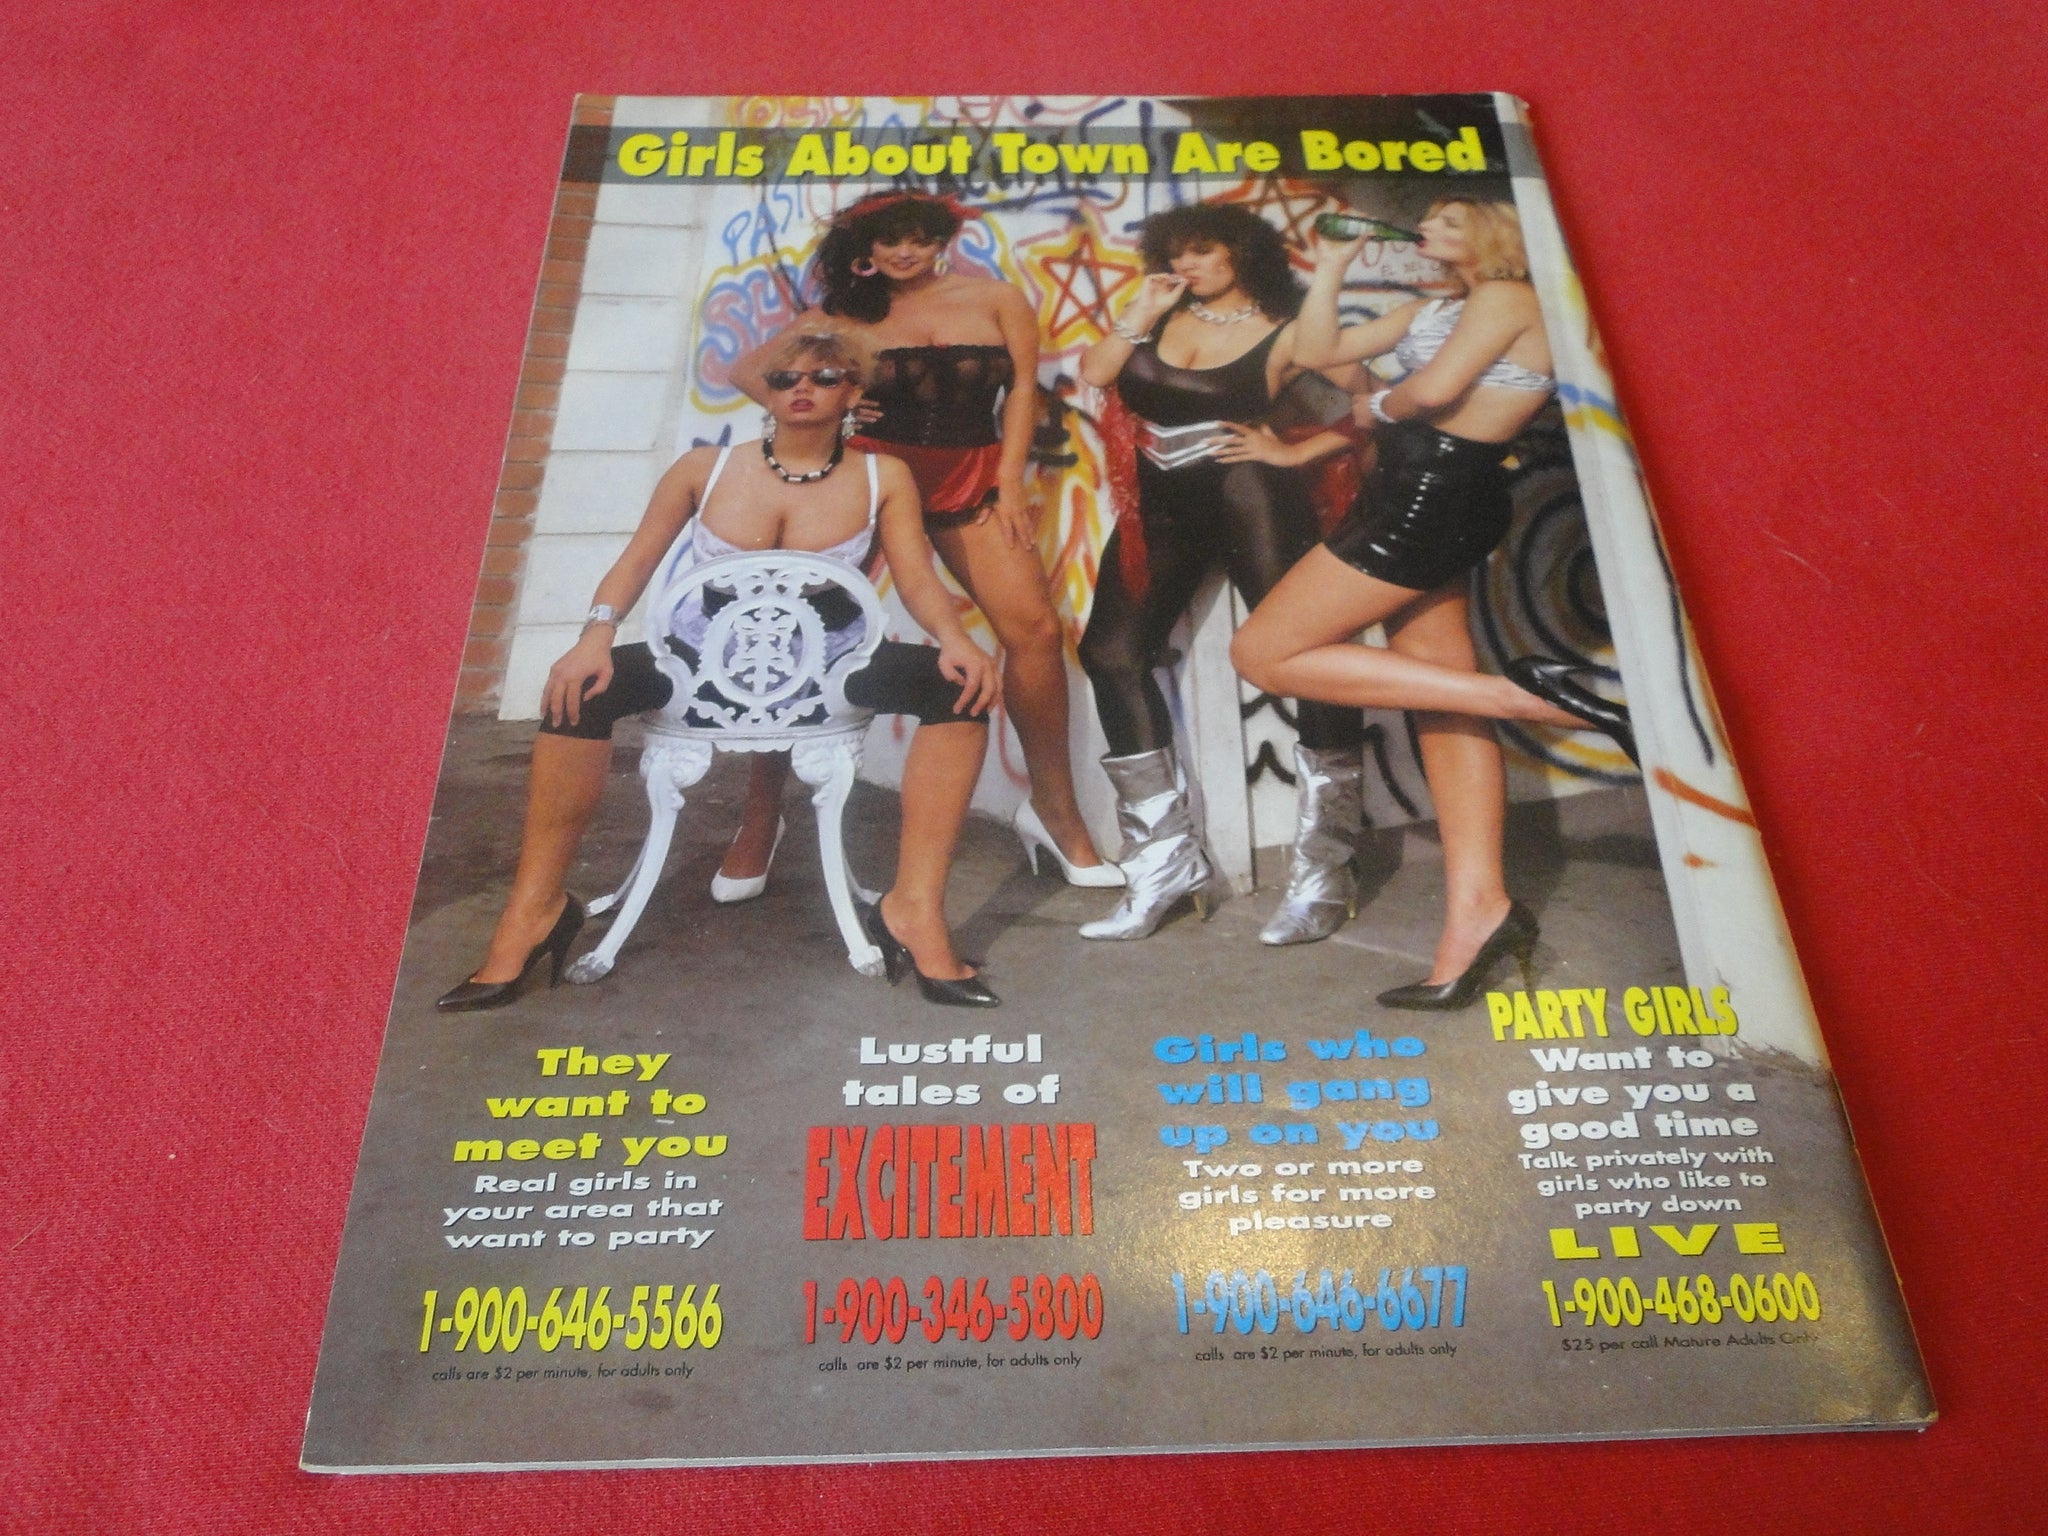 Girls About Town Are Bored
PAST
They
want to
meet you
Real girls in
your area that
want to party
1-900-646-5566
calls are $2 per minute, for adults only
Lustful
tales of
EXCITEMENT
1-900-346-5800
calls are $2 per minute, for adults only
Girls who
will gang
up on you
Two or more
girls for more
pleasure
1-900-646-6677
calls are $2 per minute, for adults only
PARTY GIRLS
Want to
give you a
good time
Talk privately with
girls who like to
party down
LIVE
1-900-468-0600
$25 per call Mature Adults Only